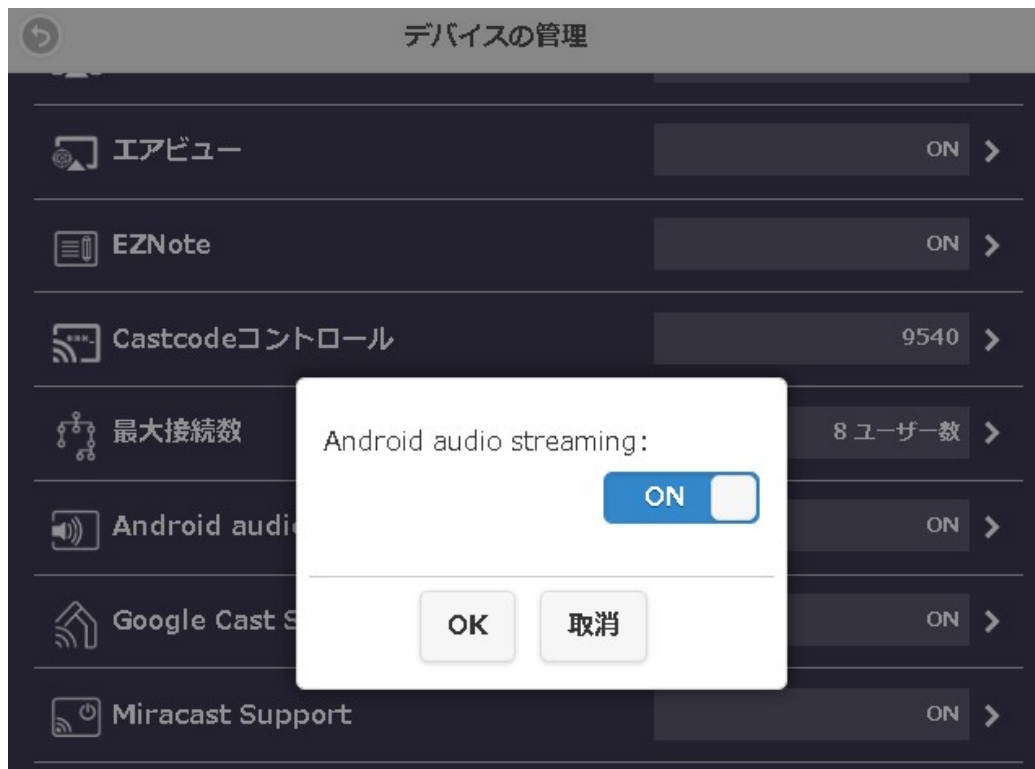 デバイスの管理
エアビュー ON
EZNote ON
Castcodeコントロール 9540
最大接続数 8 ユーザー数
Android audio streaming:
ON
Android audi ON
Google Cast S ON
OK 取消
Miracast Support ON